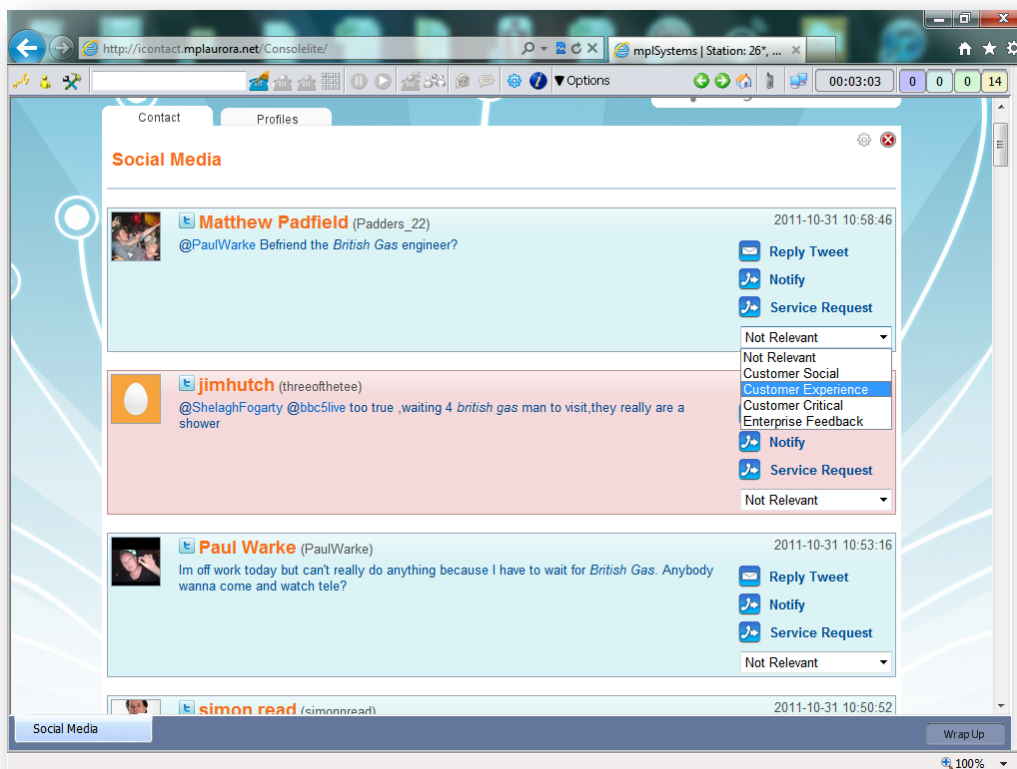 http://icontact.mplaurora.net/Consolelite/
mplSystems | Station: 26*, ...
Options
00:03:03
0
0
0
14
Contact
Profiles
Social Media
Matthew Padfield (Padders_22)
2011-10-31 10:58:46
@PaulWarke Befriend the British Gas engineer?
Reply Tweet
Notify
Service Request
Not Relevant
Not Relevant
Customer Social
Customer Experience
Customer Critical
Enterprise Feedback
jimhutch (threeofthetee)
@ShelaghFogarty @bbc5live too true ,waiting 4 british gas man to visit,they really are a
shower
Notify
Service Request
Not Relevant
Paul Warke (PaulWarke)
2011-10-31 10:53:16
Im off work today but can't really do anything because I have to wait for British Gas. Anybody
wanna come and watch tele?
Reply Tweet
Notify
Service Request
Not Relevant
simon read (simonnread)
2011-10-31 10:50:52
Social Media
Wrap Up
100%